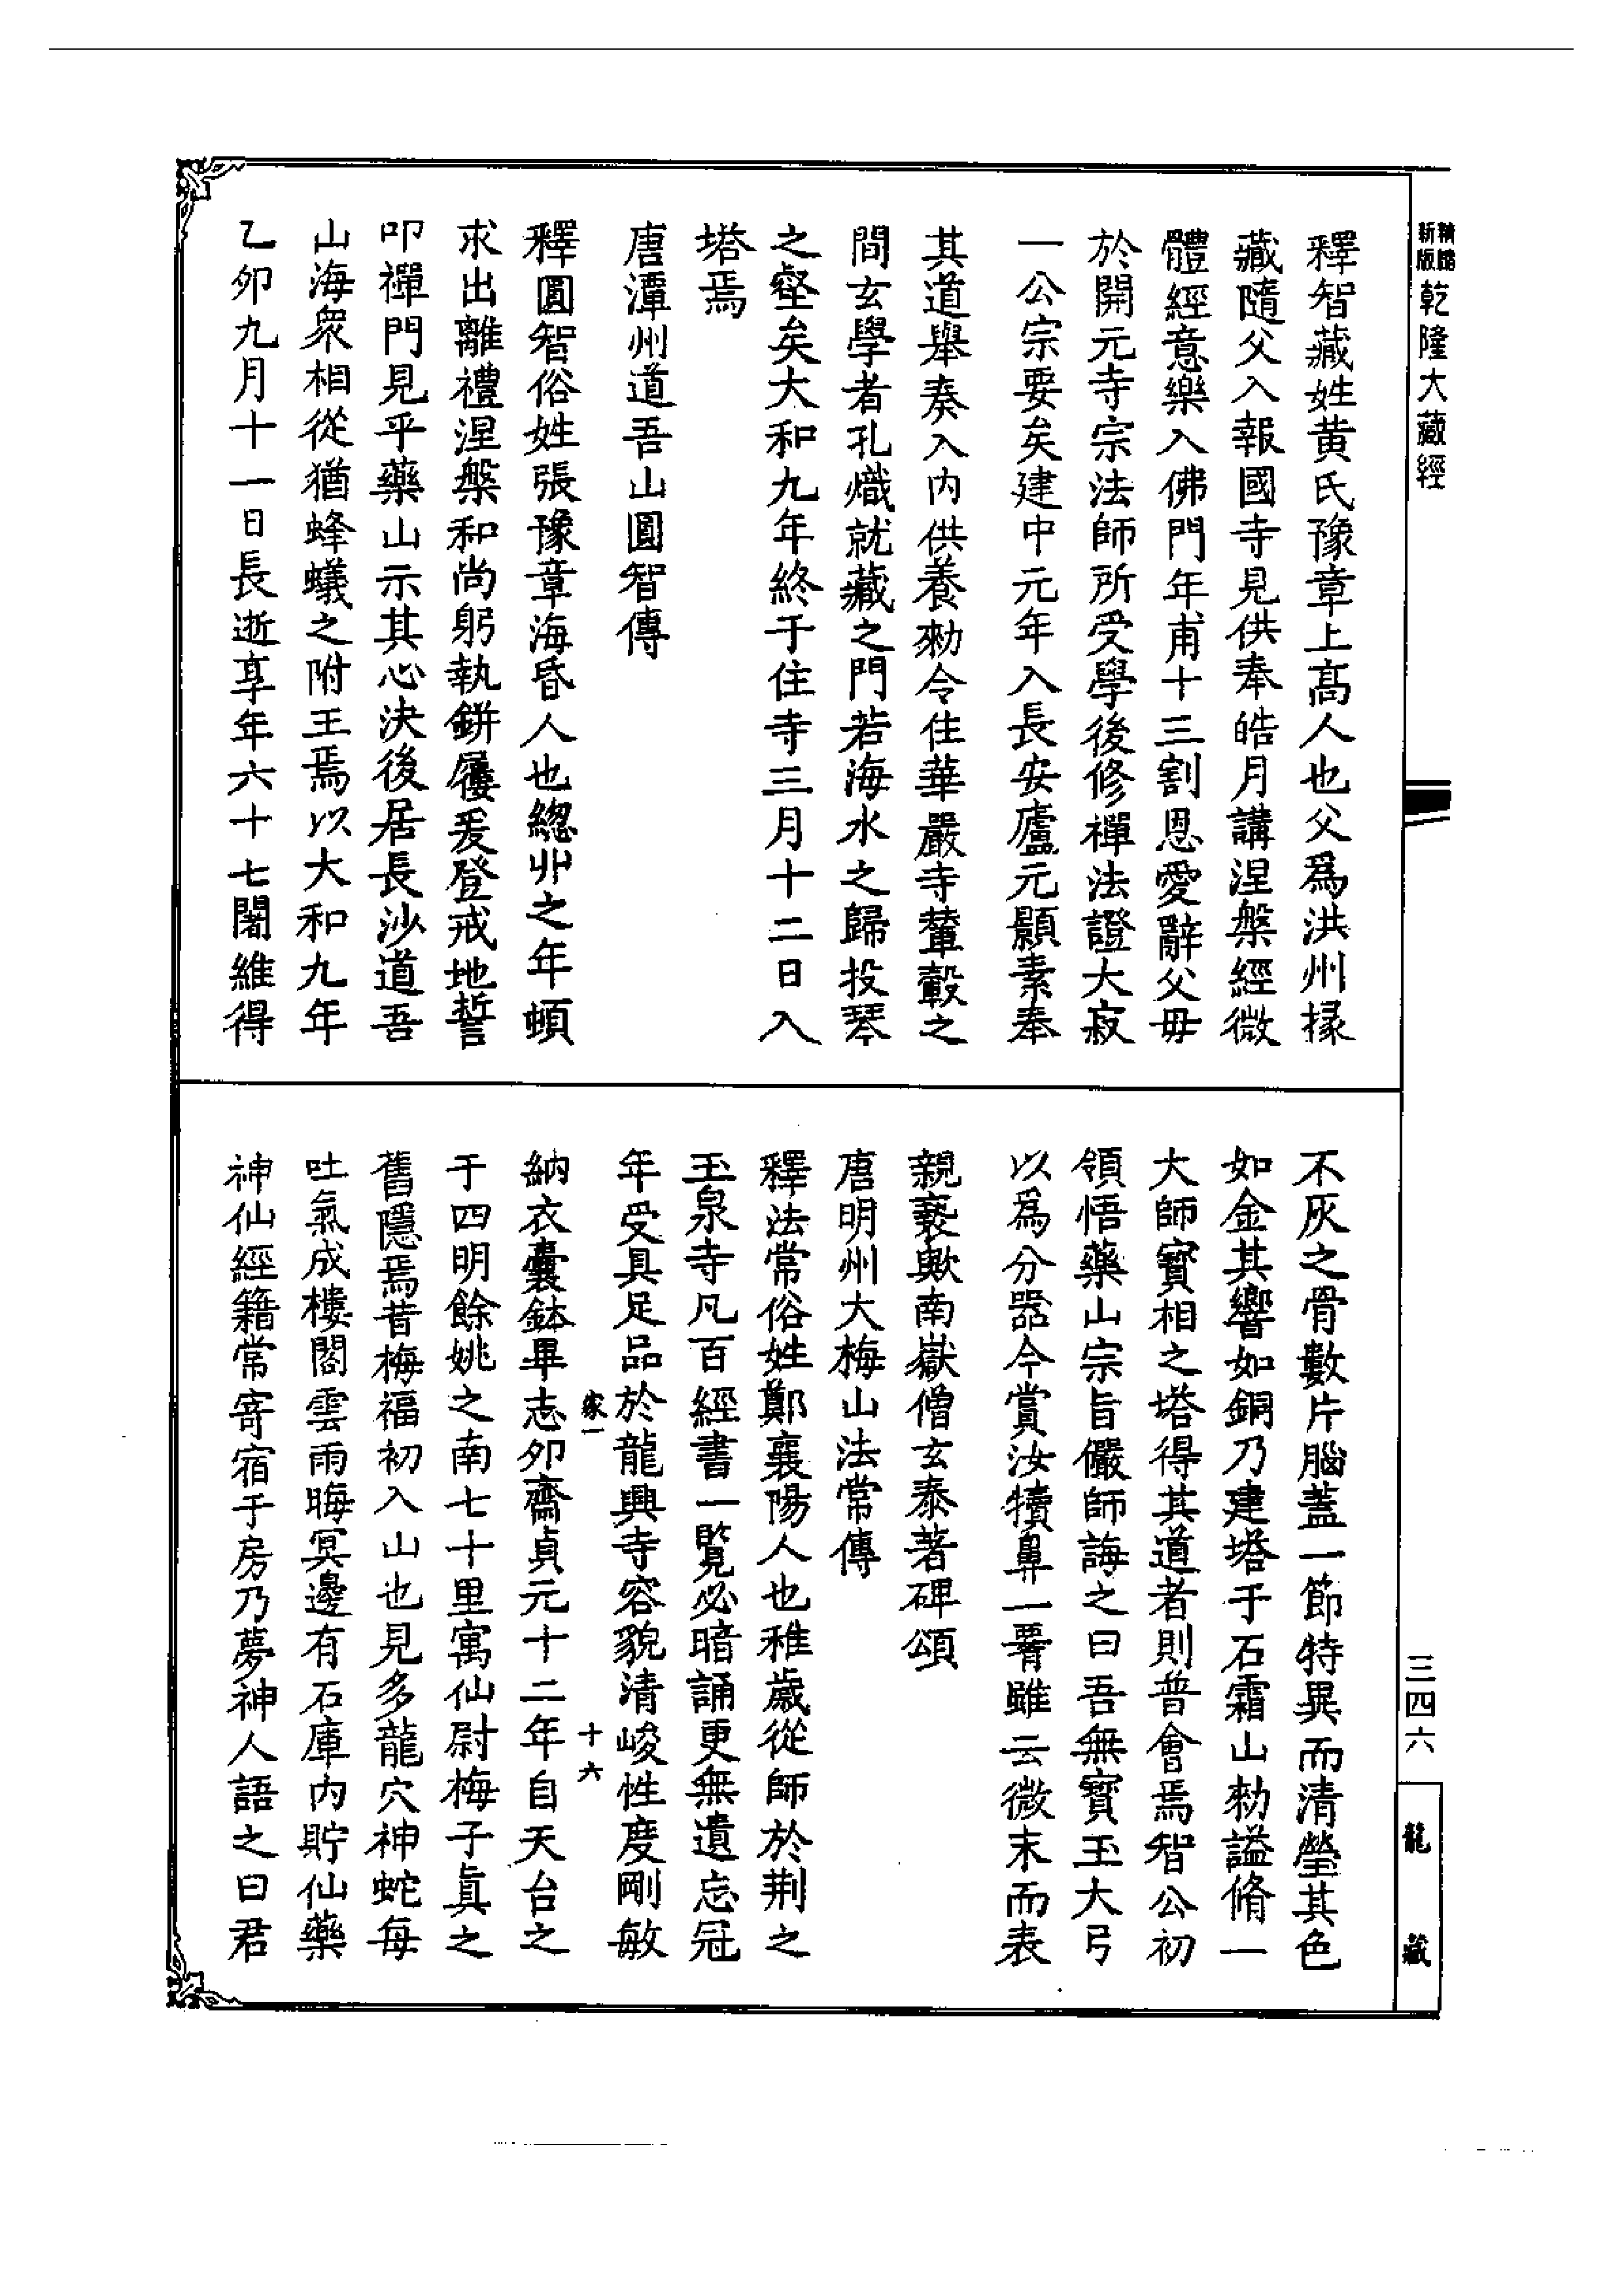 精縮新版乾隆大藏經
釋智藏姓黄氏豫章上高人也父爲洪州掾
藏隨父入報國寺見供奉皓月講涅槃經微
體經意樂入佛門年甫十三割恩愛辭父毋
於開元寺宗法師所受學後修禪法證大寂
一公宗要矣建中元年入長安廬元顥素奉
其道舉奏入内供養勑令住華嚴寺輦轂之
間玄學者孔熾就藏之門若海水之歸投琴
之壑矣大和九年終于住寺三月十二日入
塔焉
唐潭州道吾山圓智傳
釋圓智俗姓張豫章海昏人也緫丱之年頓
求出離禮涅槃和尚躬執缾屨爰登戒地誓
叩禪門見乎藥山示其心決後居長沙道吾
山海衆相從猶蜂蟻之附王焉以大和九年
乙夘九月十一日長逝享年六十七闍維得
不灰之骨數片腦蓋一節特異而清瑩其色
如金其響如銅乃建塔于石霜山勑謚脩一
大師寳相之塔得其道者則普會焉智公初
領悟藥山宗旨儼師誨之曰吾無寳玉大弓
以爲分器今賞汝犢鼻一䘯雖云微末而表
親褻歟南嶽僧玄泰著碑頌
唐明州大梅山法常傳
釋法常俗姓鄭襄陽人也稚歲從師於荆之
玉泉寺凡百經書一覽必暗誦更無遺忘冠
年受具足品於龍興寺容貌清峻性度剛敏
家一 十六
納衣囊鉢畢志夘齋貞元十二年自天台之
于四明餘姚之南七十里寓仙尉梅子眞之
舊隱焉昔梅福初入山也見多龍穴神蛇每
吐氣成樓閣雲雨晦冥邊有石庫内貯仙藥
神仙經籍常寄宿于房乃夢神人語之曰君
三四六
龍藏